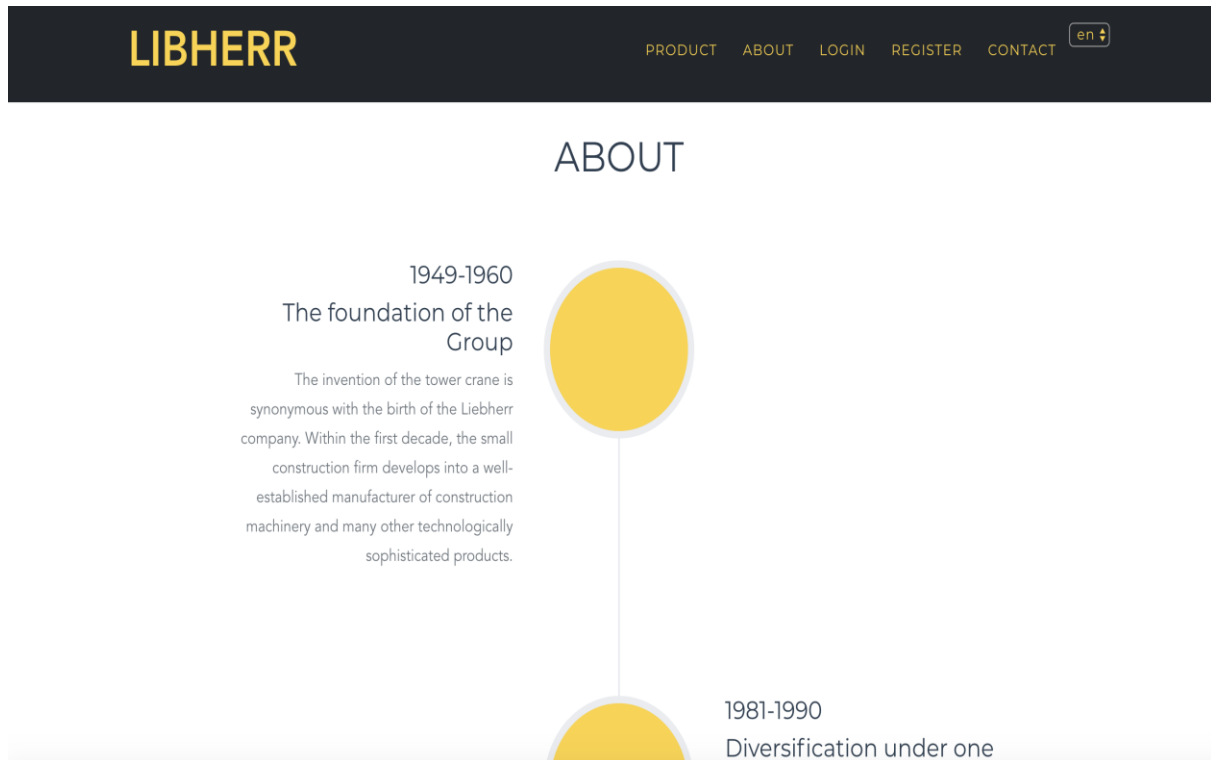 LIBHERR
PRODUCT ABOUT LOGIN REGISTER CONTACT en
ABOUT
1949-1960
The foundation of the
Group
The invention of the tower crane is
synonymous with the birth of the Liebherr
company. Within the first decade, the small
construction firm develops into a well-
established manufacturer of construction
machinery and many other technologically
sophisticated products.
1981-1990
Diversification under one